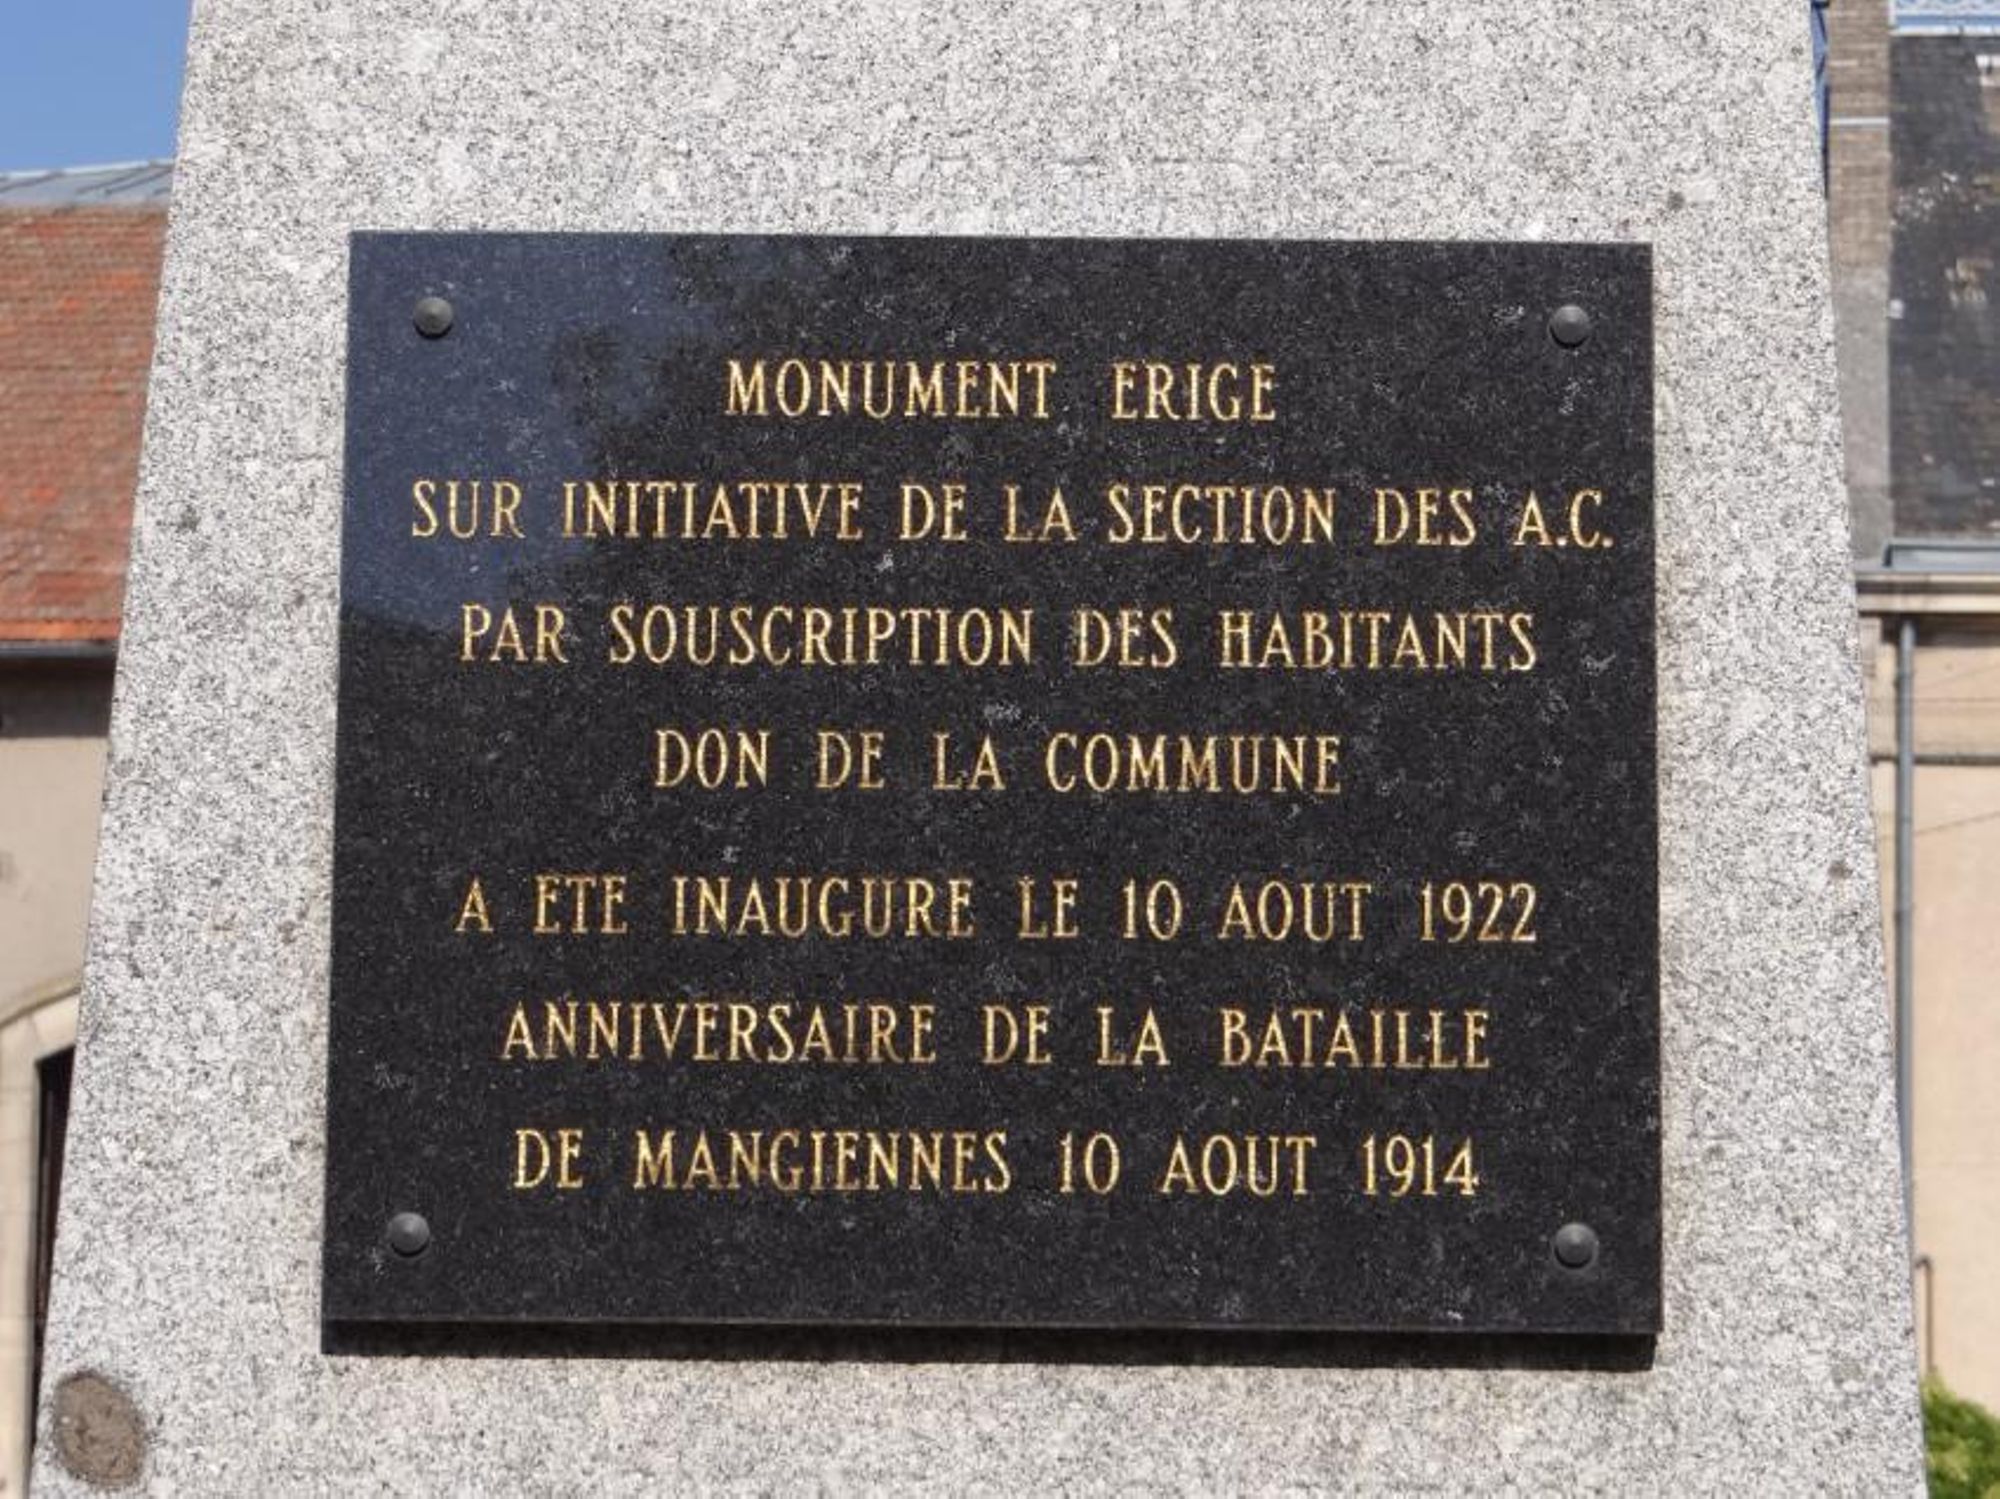 MONUMENT ERIGE
SUR INITIATIVE DE LA SECTION DES A.C.
PAR SOUSCRIPTION DES HABITANTS
DON DE LA COMMUNE
A ETE INAUGURE LE 10 AOUT 1922
ANNIVERSAIRE DE LA BATAILLE
DE MANGIENNES 10 AOUT 1914